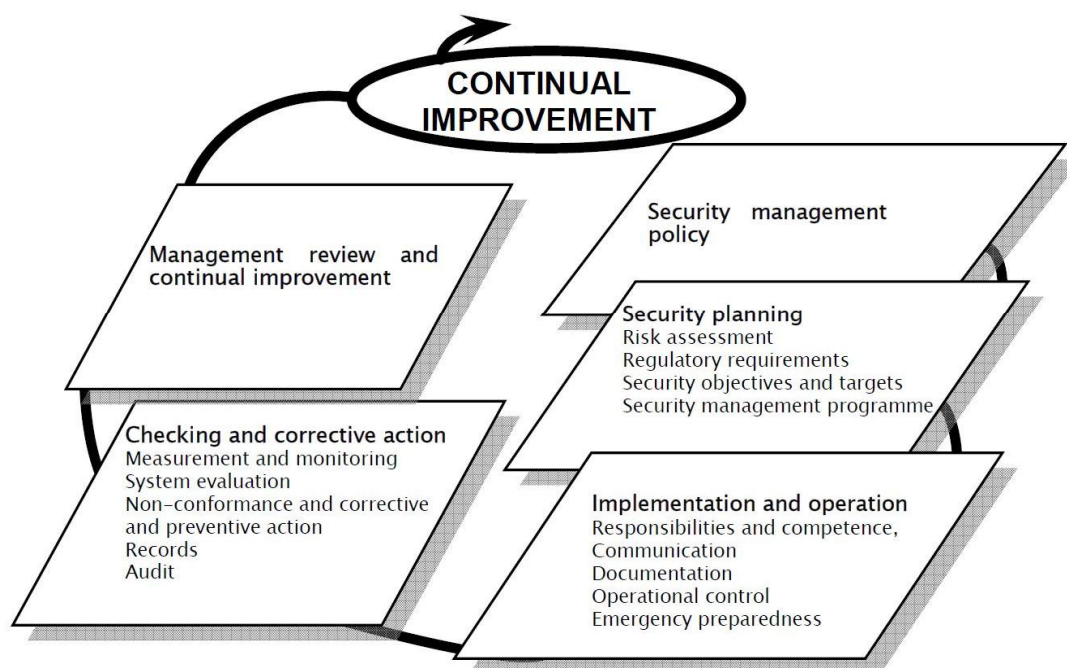 CONTINUAL
IMPROVEMENT
Security management
policy
Security planning
Risk assessment
Regulatory requirements
Security objectives and targets
Security management programme
Implementation and operation
Responsibilities and competence,
Communication
Documentation
Operational control
Emergency preparedness
Checking and corrective action
Measurement and monitoring
System evaluation
Non-conformance and corrective
and preventive action
Records
Audit
Management review and
continual improvement